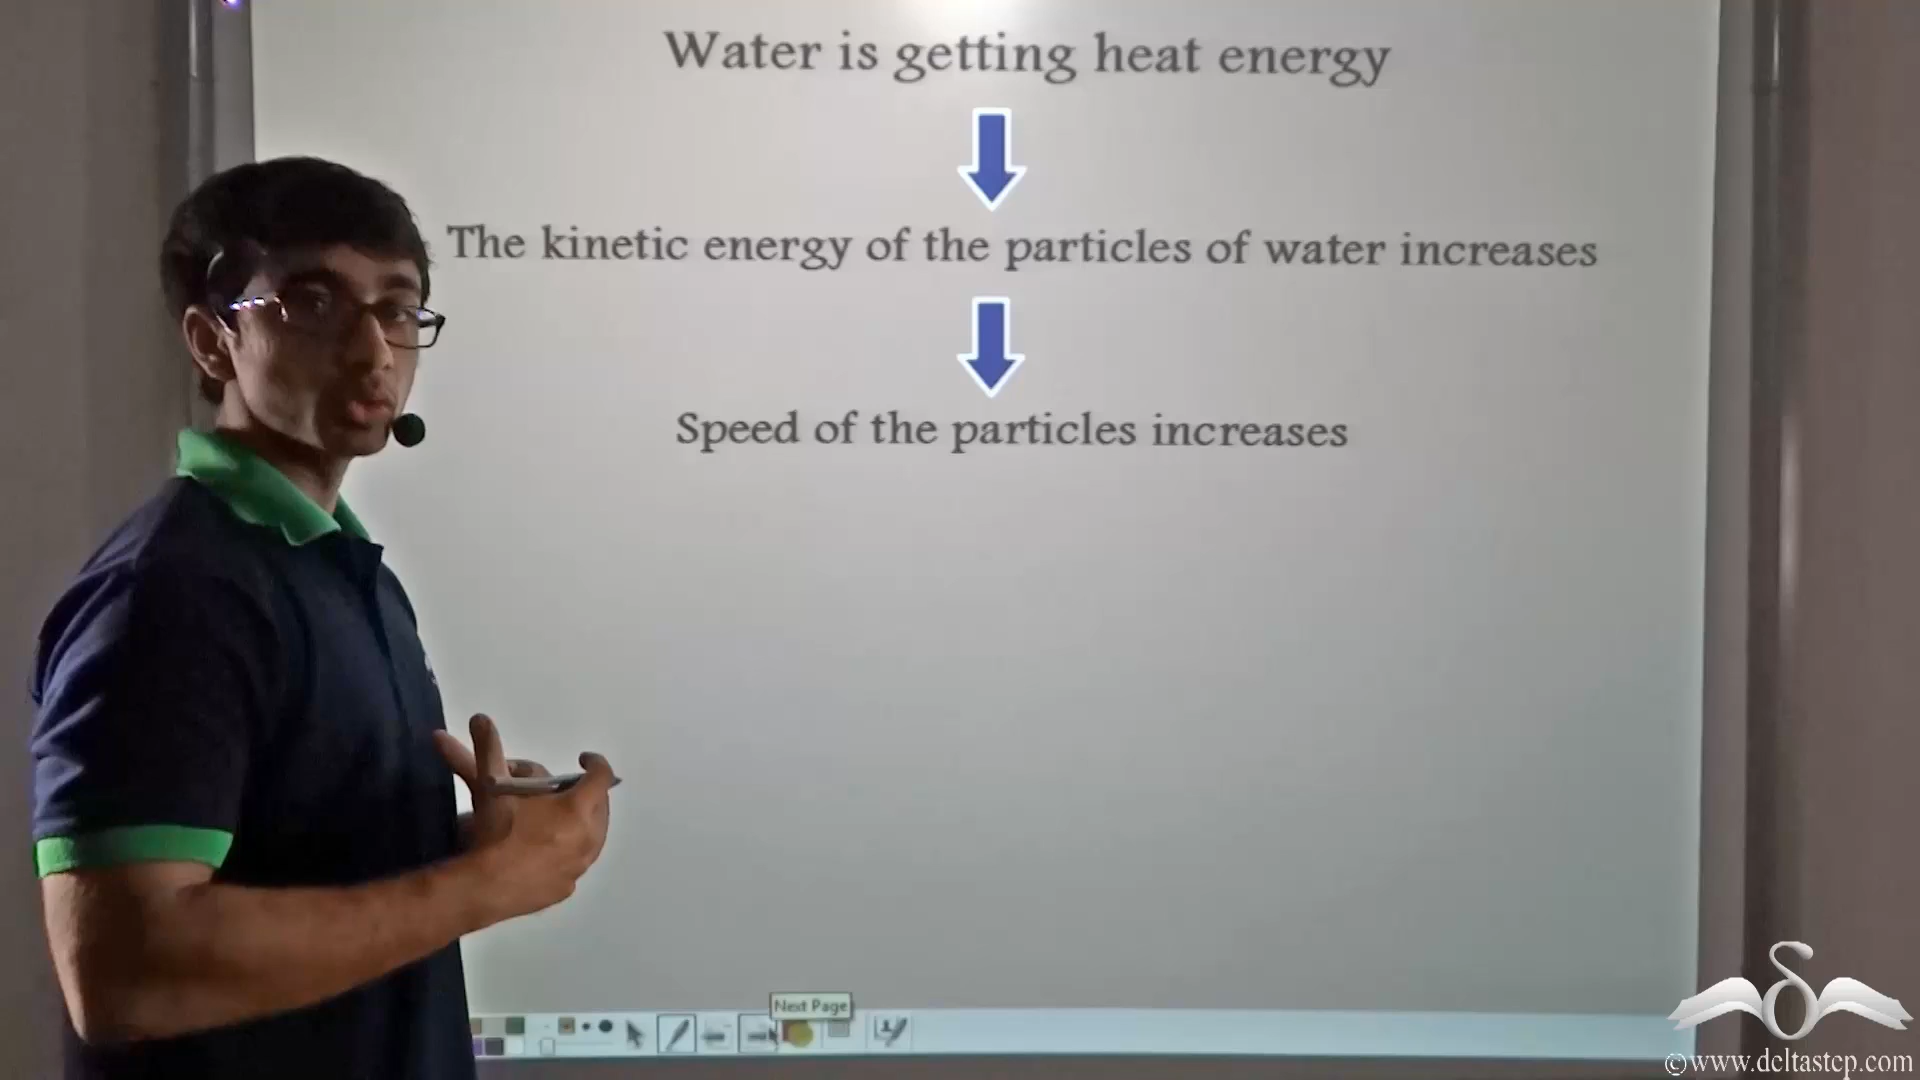 Water is getting heat energy
The kinetic energy of the particles of water increases
Speed of the particles increases
Next Page
©www.deltastep.com